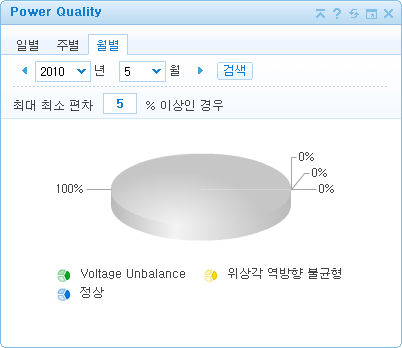 Power Quality
일별 주별 월별
2010 년 5 월 검색
최대 최소 편차 5 % 이상인 경우
0%
0%
100% 0%
Voltage Unbalance 위상각 역방향 불균형
정상